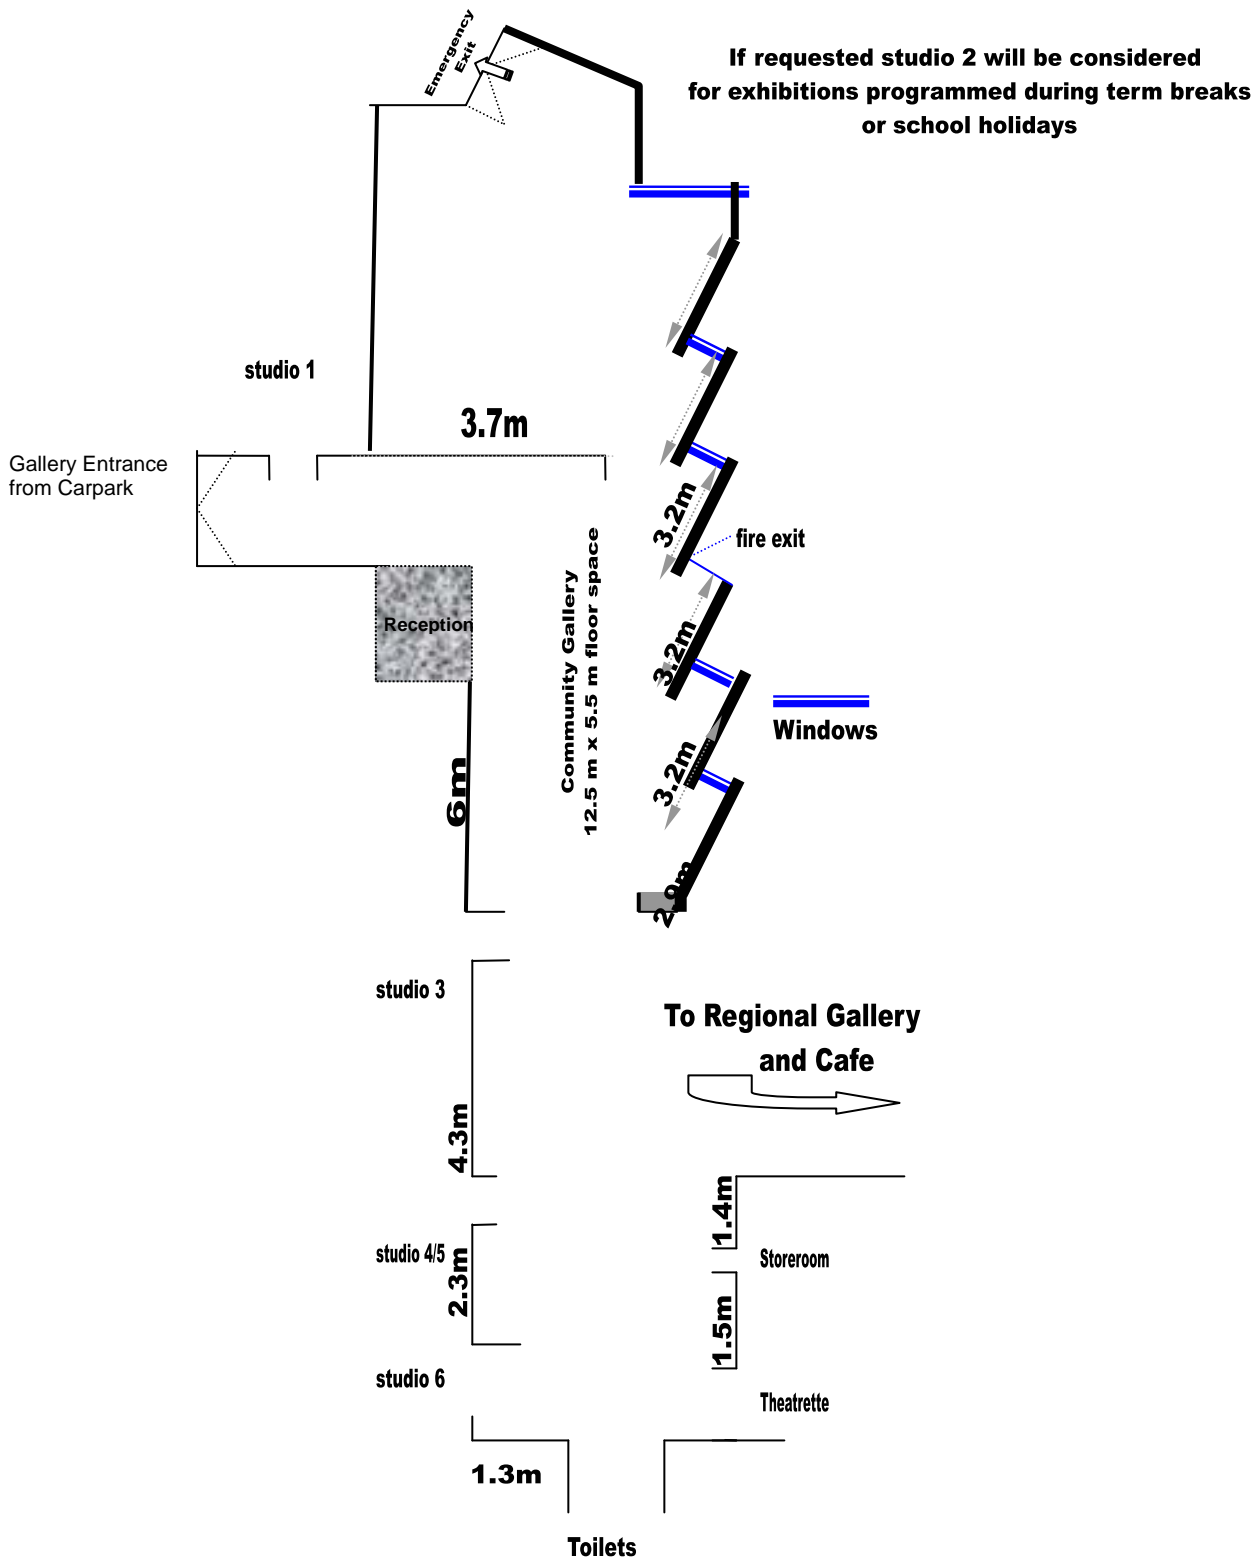 Emergency
Exit
If requested studio 2 will be considered
for exhibitions programmed during term breaks
or school holidays
studio 1
3.7m
Gallery Entrance
from Carpark
3.2m
fire exit
Community Gallery
12.5 m x 5.5 m floor space
Reception
3.2m
Windows
3.2m
6m
2.9m
studio 3
To Regional Gallery
and Cafe
4.3m
1.4m
studio 4/5
2.3m
Storeroom
1.5m
studio 6
Theatrette
1.3m
Toilets